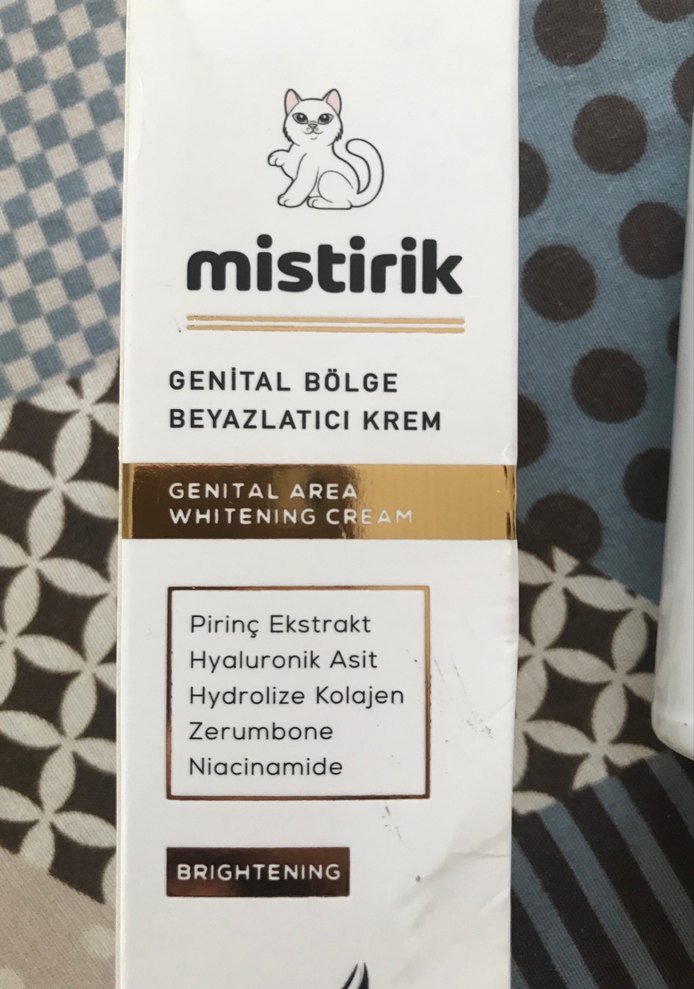 mistirik
GENİTAL BÖLGE
BEYAZLATICI KREM
GENITAL AREA
WHITENING CREAM
Pirinç Ekstrakt
Hyaluronik Asit
Hydrolize Kolajen
Zerumbone
Niacinamide
BRIGHTENING